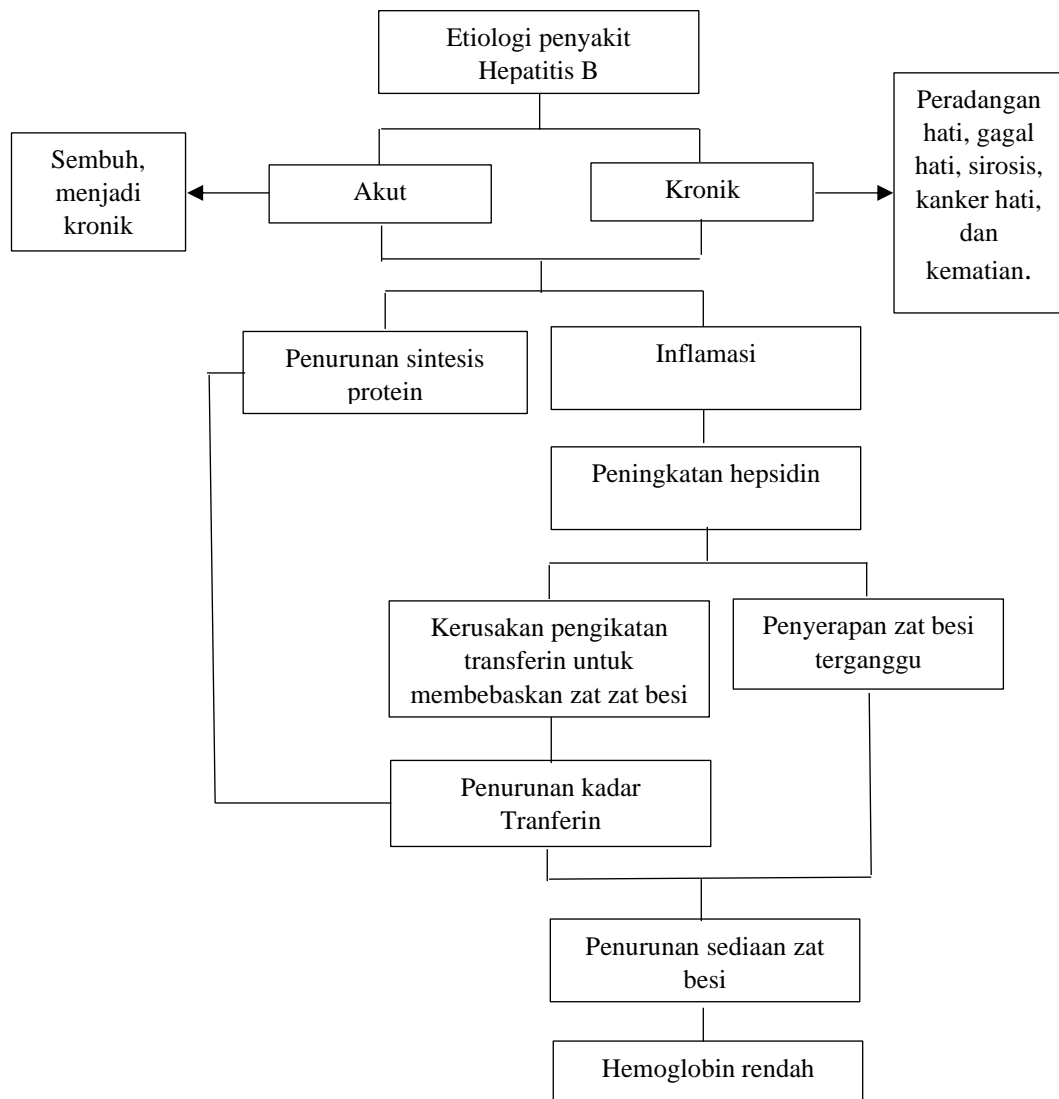 Etiologi penyakit
Hepatitis B
Peradangan
hati, gagal
hati, sirosis,
kanker hati,
dan
kematian.
Sembuh,
menjadi
kronik
Akut
Kronik
Penurunan sintesis
protein
Inflamasi
Peningkatan hepsidin
Kerusakan pengikatan
transferin untuk
membebaskan zat zat besi
Penyerapan zat besi
terganggu
Penurunan kadar
Tranferin
Penurunan sediaan zat
besi
Hemoglobin rendah